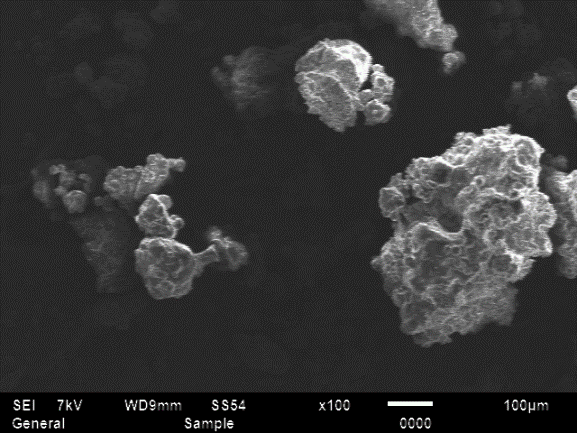 SEI 7kV WD9mm SS54 x100 100μm
General Sample 0000